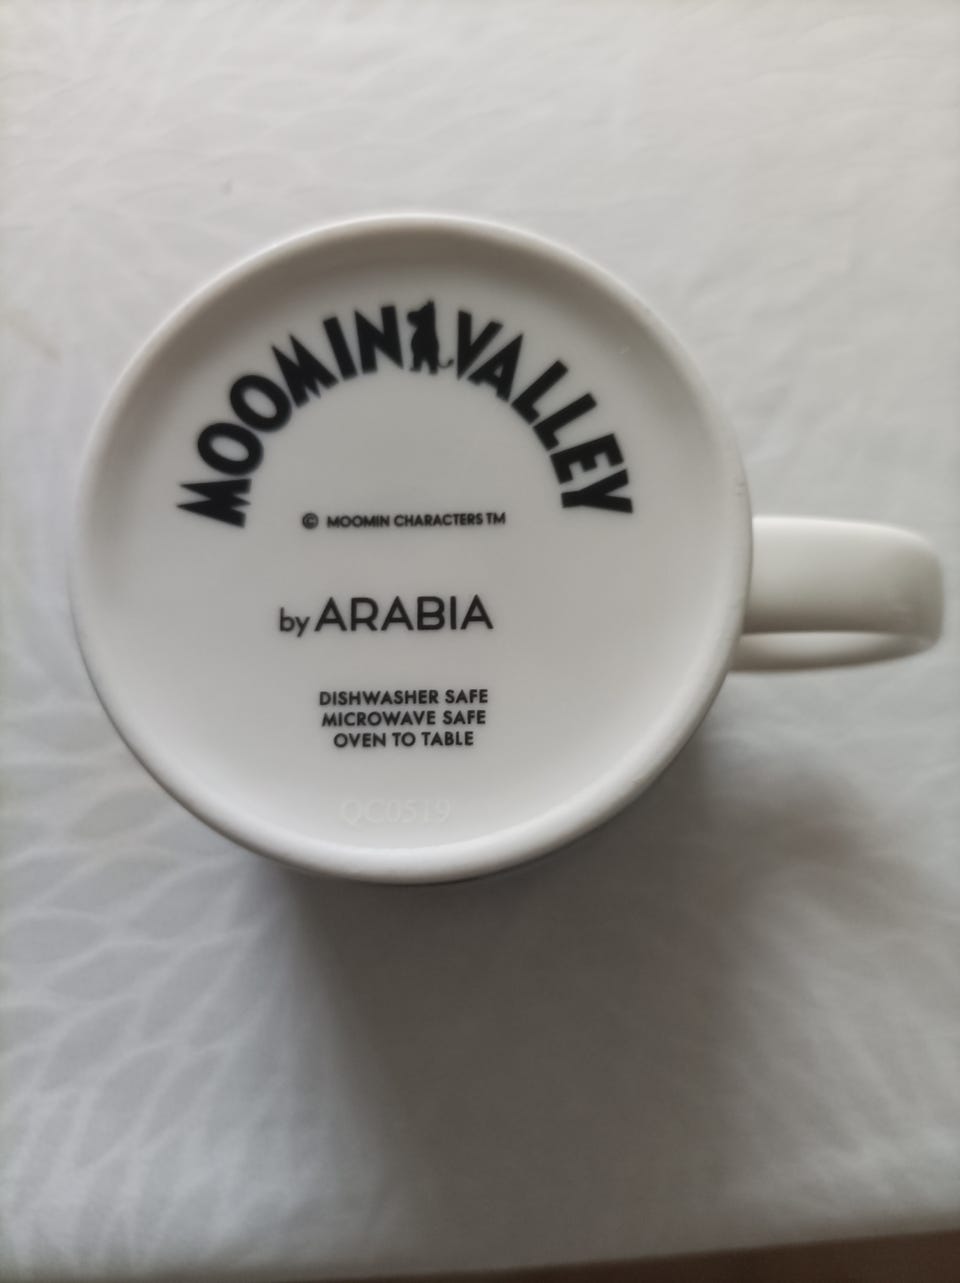 MOOMINVALLEY
© MOOMIN CHARACTERS TM
by ARABIA
DISHWASHER SAFE
MICROWAVE SAFE
OVEN TO TABLE
QC0519